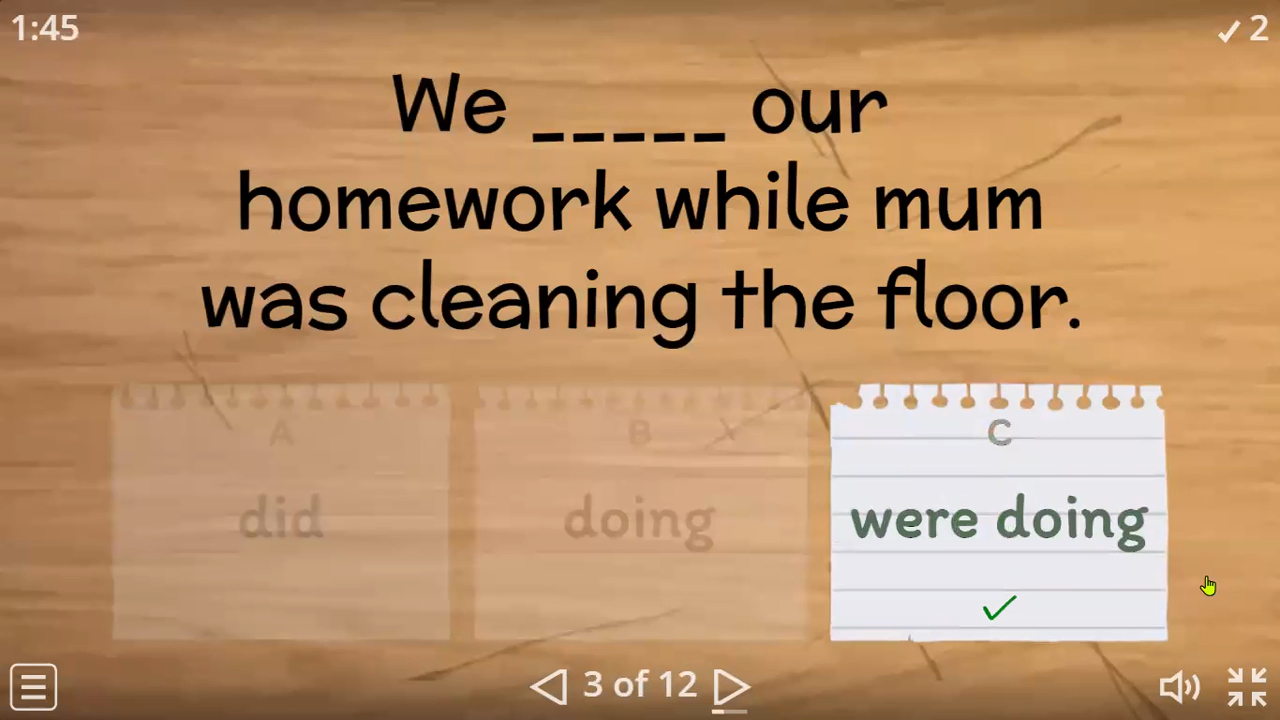 1:45
✓ 2
We _____ our
homework while mum
was cleaning the floor.
A
B
C
did
doing
were doing
3 of 12